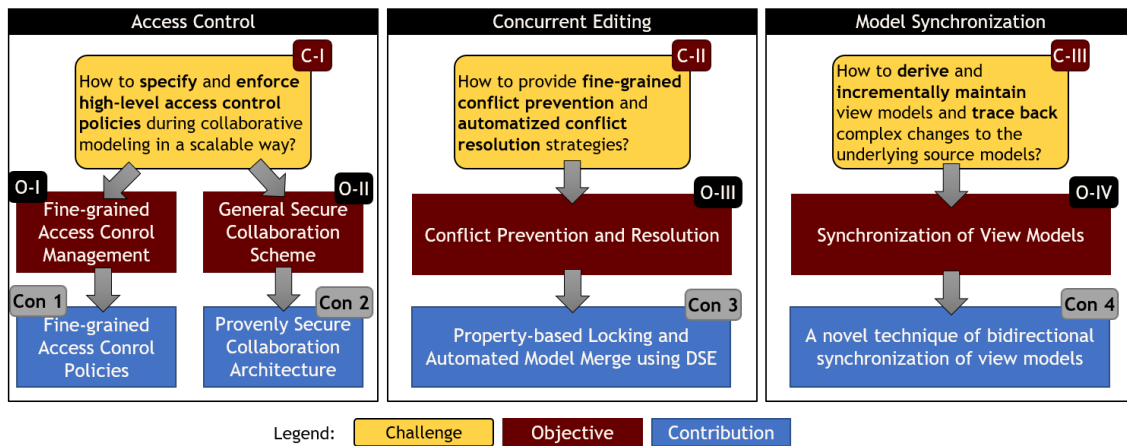 Access Control
C-I
How to specify and enforce
high-level access control
policies during collaborative
modeling in a scalable way?
O-I
Fine-grained
Access Conrol
Management
O-II
General Secure
Collaboration
Scheme
Con 1
Fine-grained
Access Conrol
Policies
Con 2
Provenly Secure
Collaboration
Architecture
Concurrent Editing
C-II
How to provide fine-grained
conflict prevention and
automatized conflict
resolution strategies?
O-III
Conflict Prevention and Resolution
Con 3
Property-based Locking and
Automated Model Merge using DSE
Model Synchronization
C-III
How to derive and
incrementally maintain
view models and trace back
complex changes to the
underlying source models?
O-IV
Synchronization of View Models
Con 4
A novel technique of bidirectional
synchronization of view models
Legend:
Challenge
Objective
Contribution